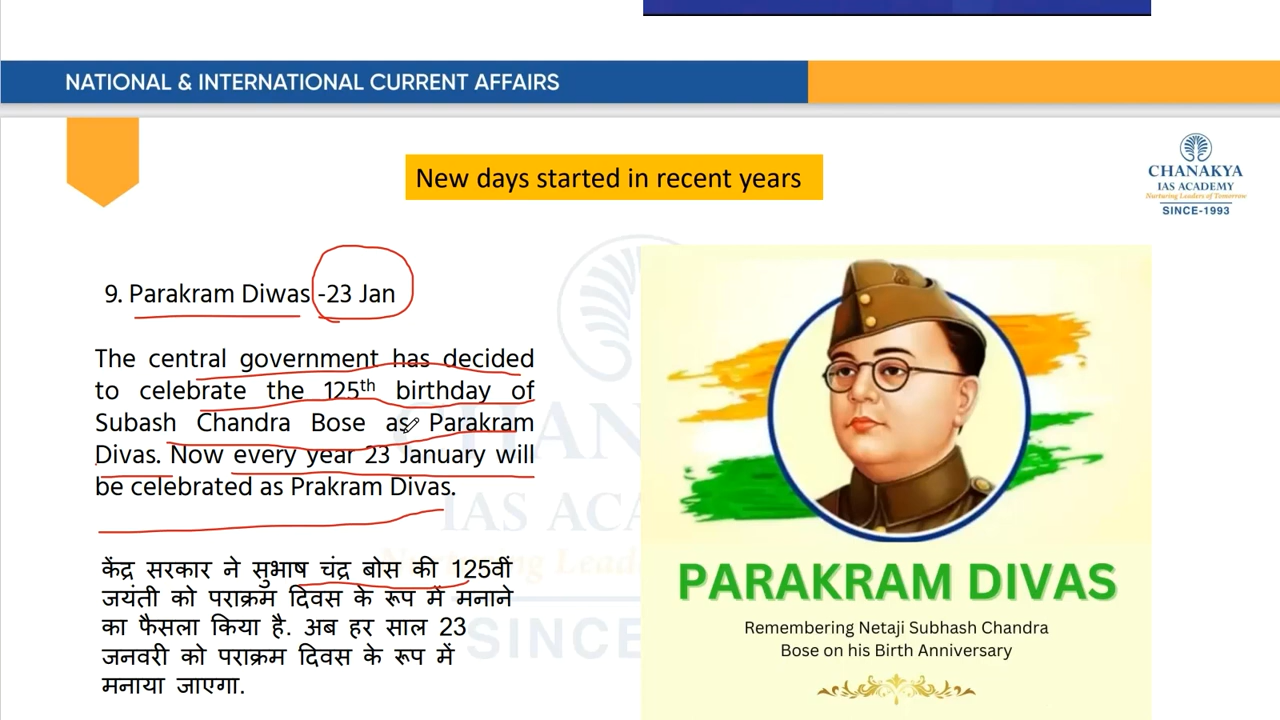 NATIONAL & INTERNATIONAL CURRENT AFFAIRS
New days started in recent years
CHANAKYA
IAS ACADEMY
Nurturing Leaders of Tomorrow
SINCE-1993
9. Parakram Diwas -23 Jan
The central government has decided
to celebrate the 125th birthday of
Subash Chandra Bose as Parakram
Divas. Now every year 23 January will
be celebrated as Prakram Divas.
केंद्र सरकार ने सुभाष चंद्र बोस की 125वीं
जयंती को पराक्रम दिवस के रूप में मनाने
का फैसला किया है. अब हर साल 23
जनवरी को पराक्रम दिवस के रूप में
मनाया जाएगा.
PARAKRAM DIVAS
Remembering Netaji Subhash Chandra
Bose on his Birth Anniversary